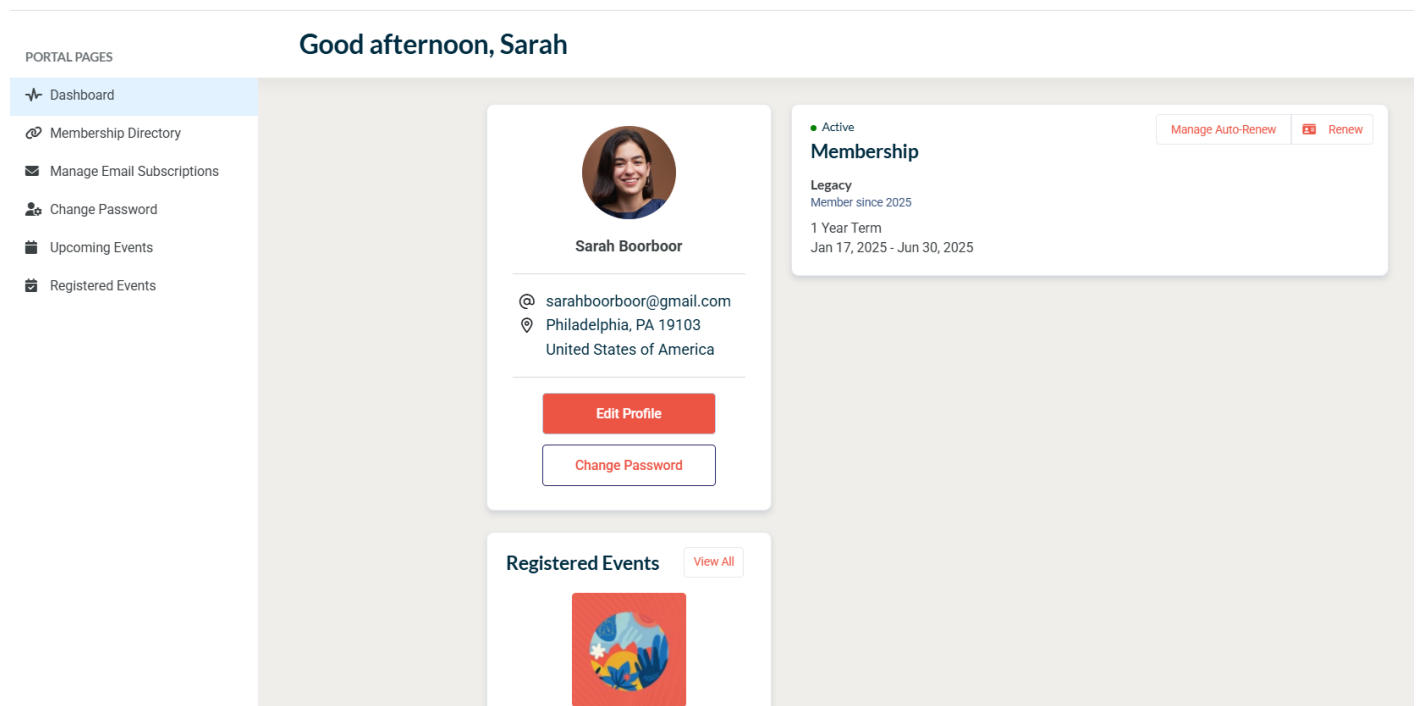 Good afternoon, Sarah
PORTAL PAGES
Dashboard
Membership Directory
Manage Email Subscriptions
Change Password
Upcoming Events
Registered Events
Sarah Boorboor
sarahboorboor@gmail.com
Philadelphia, PA 19103
United States of America
Edit Profile
Change Password
Registered Events
View All
Active
Membership
Manage Auto-Renew
Renew
Legacy
Member since 2025
1 Year Term
Jan 17, 2025 - Jun 30, 2025